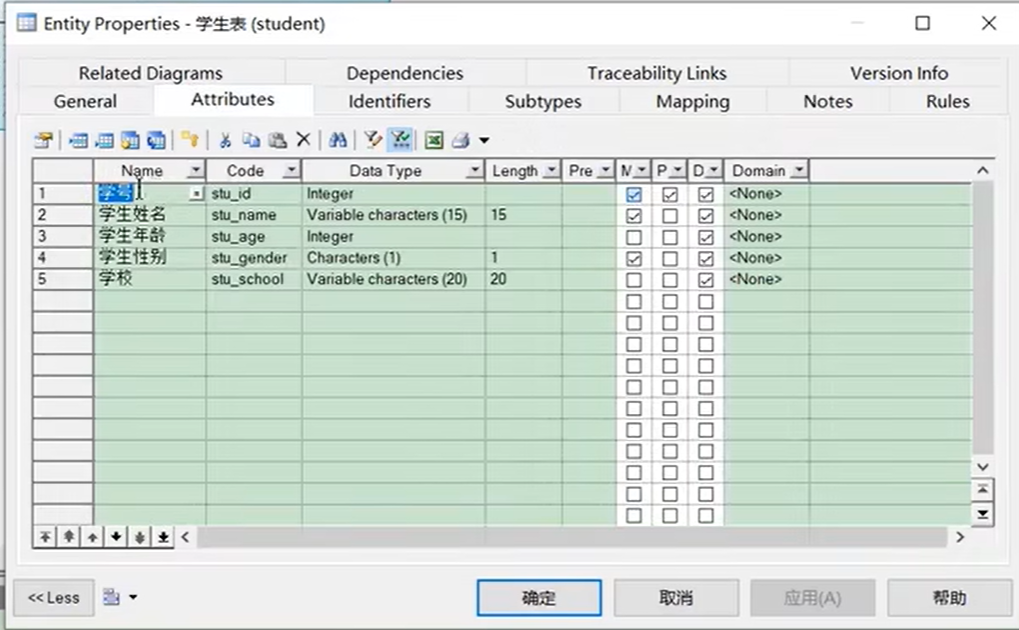 Entity Properties - 学生表 (student)
Related Diagrams Dependencies Traceability Links Version Info
General Attributes Identifiers Subtypes Mapping Notes Rules
Name Code Data Type Length Pre M P D Domain
1 学号 stu_id Integer <None>
2 学生姓名 stu_name Variable characters (15) 15 <None>
3 学生年龄 stu_age Integer <None>
4 学生性别 stu_gender Characters (1) 1 <None>
5 学校 stu_school Variable characters (20) 20 <None>
<< Less 确定 取消 应用(A) 帮助